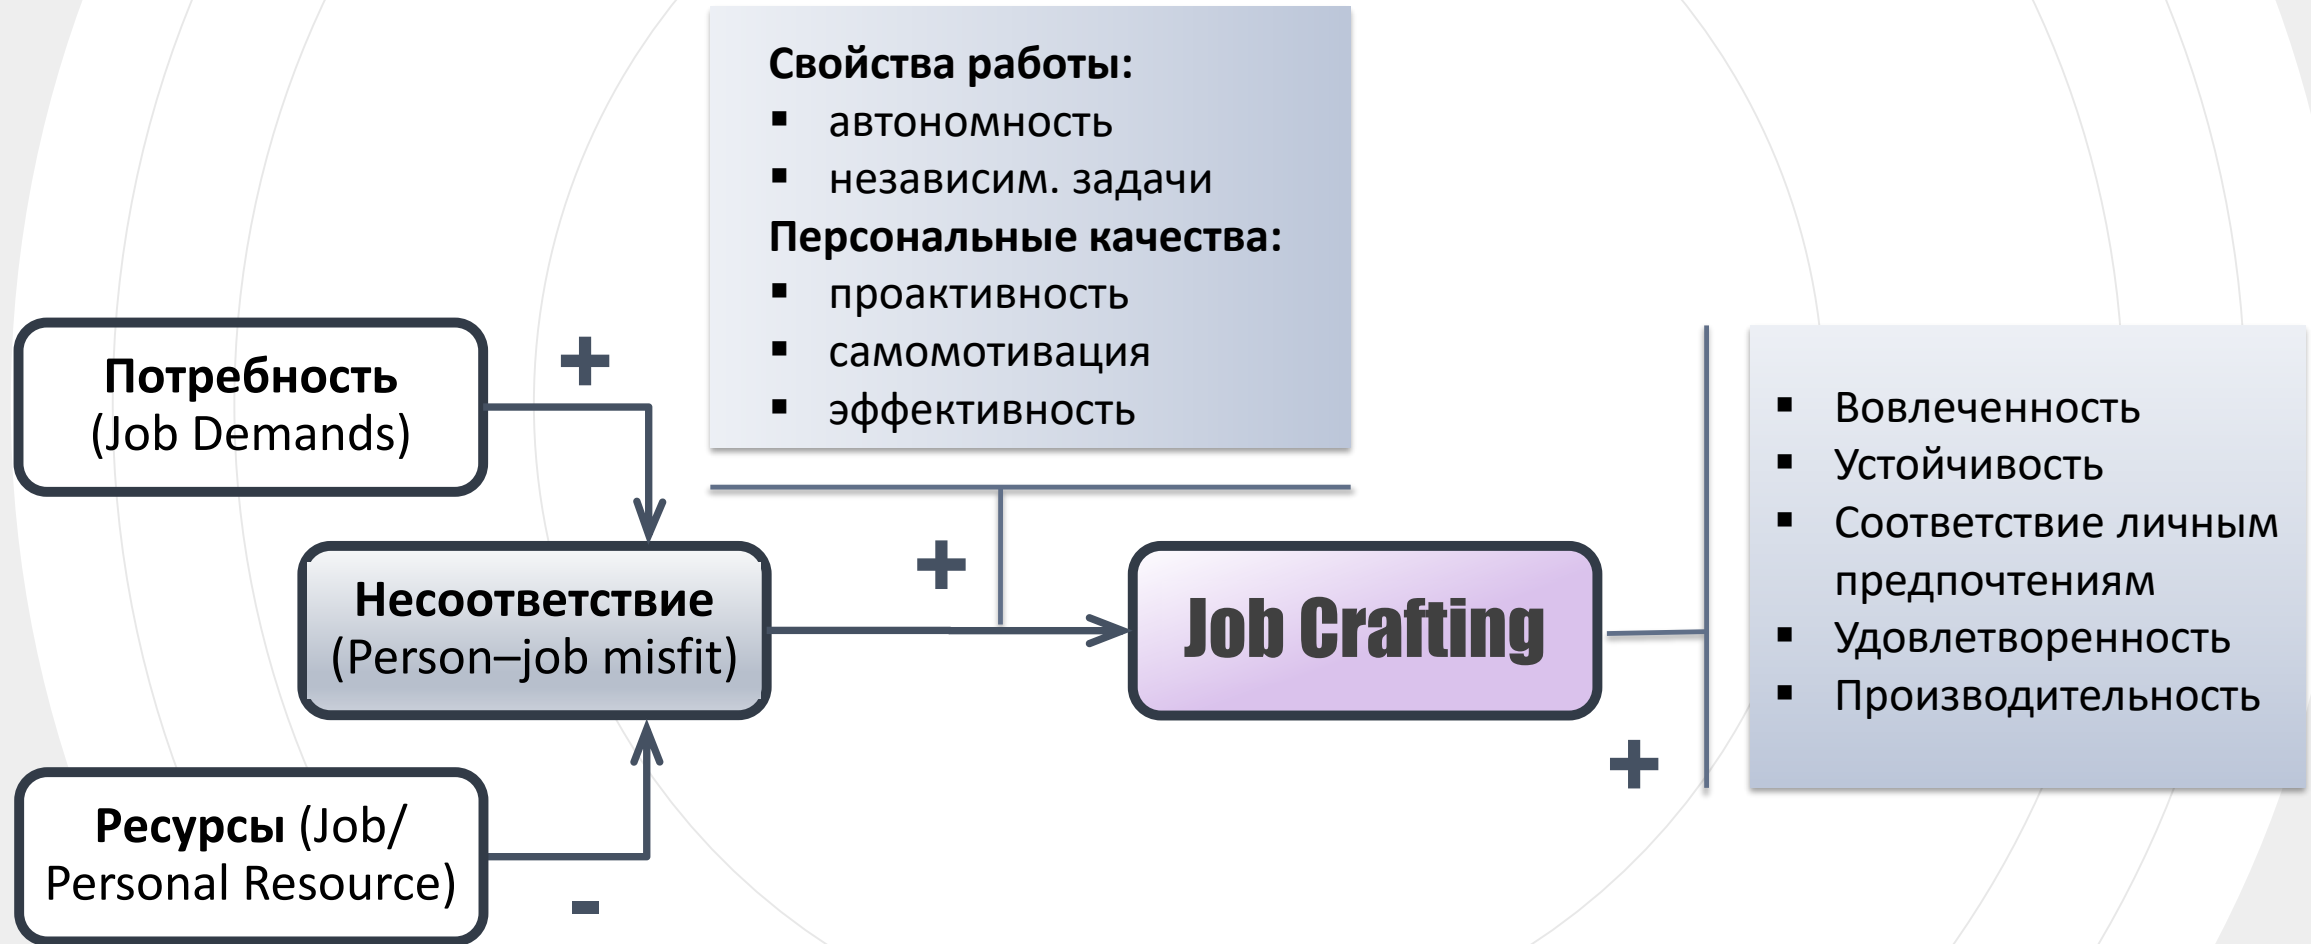 Свойства работы:
▪ автономность
▪ независим. задачи
Персональные качества:
▪ проактивность
▪ самомотивация
▪ эффективность
Потребность
(Job Demands)
+
Несоответствие
(Person–job misfit)
+
Ресурсы (Job/
Personal Resource)
-
Job Crafting
+
▪ Вовлеченность
▪ Устойчивость
▪ Соответствие личным
предпочтениям
▪ Удовлетворенность
▪ Производительность